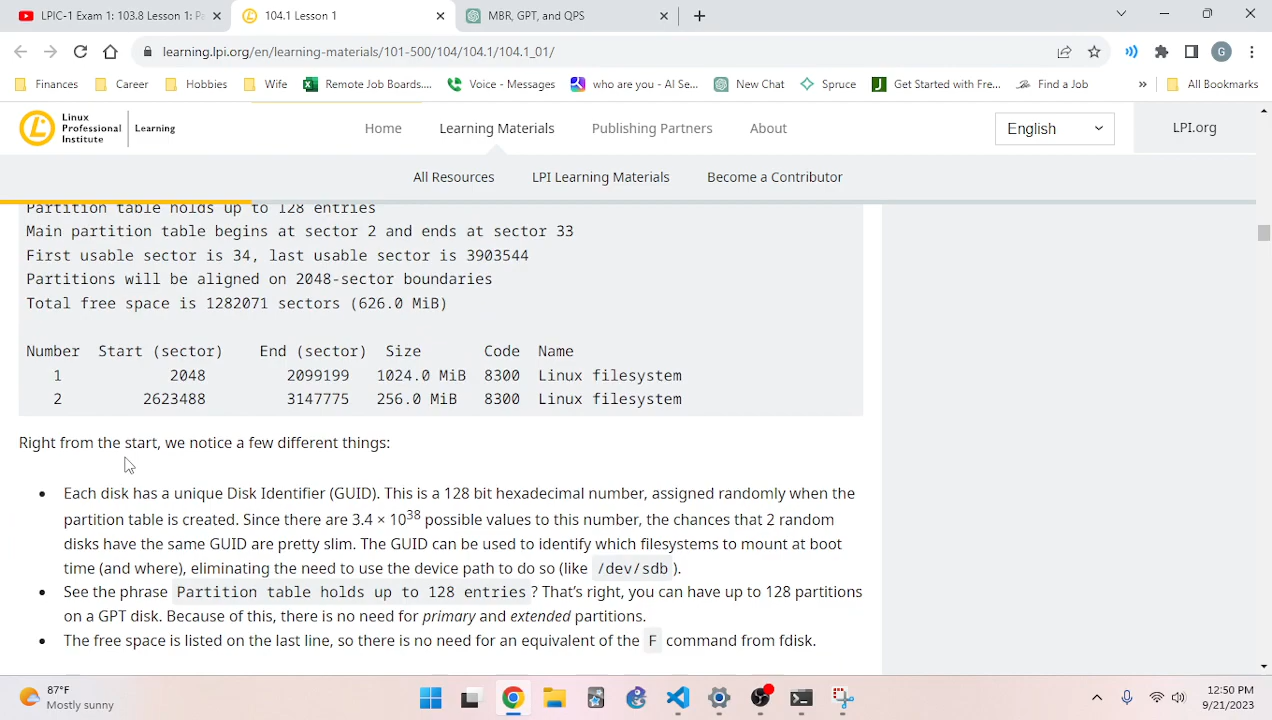 LPIC-1 Exam 1: 103.8 Lesson 1: Pa
104.1 Lesson 1
MBR, GPT, and QPS
learning.lpi.org/en/learning-materials/101-500/104/104.1/104.1_01/
G
Finances
Career
Hobbies
Wife
Remote Job Boards....
Voice - Messages
who are you - AI Se...
New Chat
Spruce
Get Started with Fre...
Find a Job
»
All Bookmarks
Linux
Professional
Institute
Learning
Home
Learning Materials
Publishing Partners
About
English
LPI.org
All Resources
LPI Learning Materials
Become a Contributor
Partition table holds up to 128 entries
Main partition table begins at sector 2 and ends at sector 33
First usable sector is 34, last usable sector is 3903544
Partitions will be aligned on 2048-sector boundaries
Total free space is 1282071 sectors (626.0 MiB)
Number Start (sector) End (sector) Size Code Name
1 2048 2099199 1024.0 MiB 8300 Linux filesystem
2 2623488 3147775 256.0 MiB 8300 Linux filesystem
Right from the start, we notice a few different things:
• Each disk has a unique Disk Identifier (GUID). This is a 128 bit hexadecimal number, assigned randomly when the
partition table is created. Since there are 3.4 × 10³⁸ possible values to this number, the chances that 2 random
disks have the same GUID are pretty slim. The GUID can be used to identify which filesystems to mount at boot
time (and where), eliminating the need to use the device path to do so (like /dev/sdb ).
• See the phrase Partition table holds up to 128 entries ? That’s right, you can have up to 128 partitions
on a GPT disk. Because of this, there is no need for primary and extended partitions.
• The free space is listed on the last line, so there is no need for an equivalent of the F command from fdisk.
87°F
Mostly sunny
12:50 PM
9/21/2023